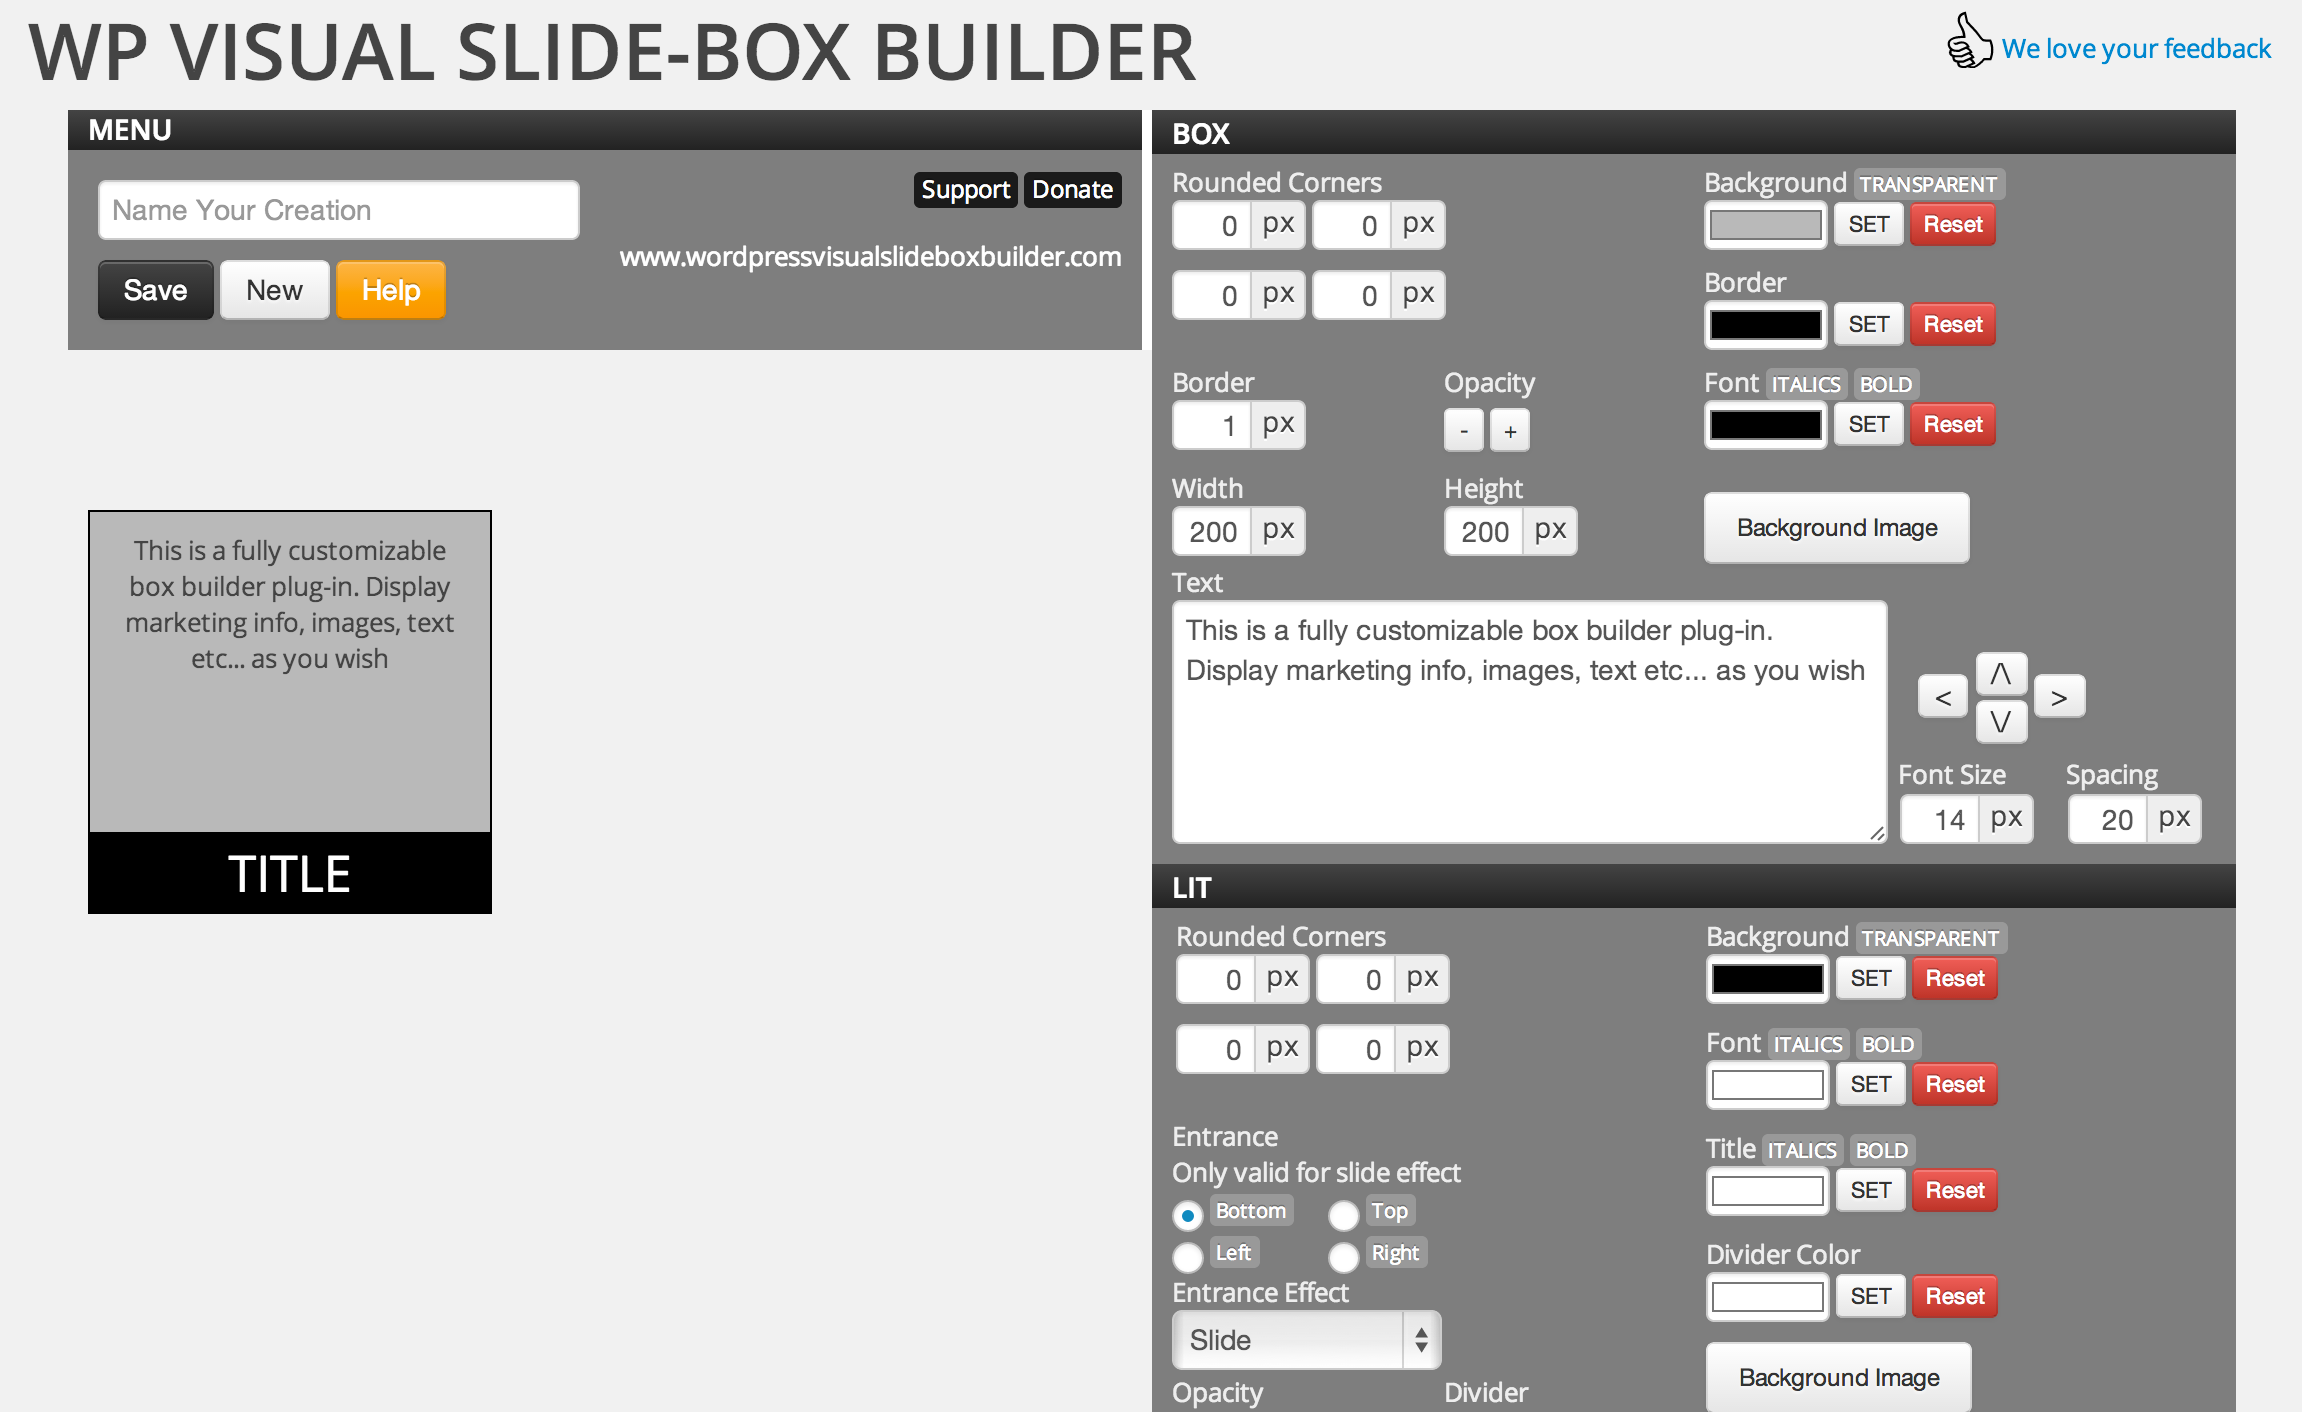 WP VISUAL SLIDE-BOX BUILDER
We love your feedback
MENU
Name Your Creation
Support Donate
www.wordpressvisualslideboxbuilder.com
Save New Help
This is a fully customizable
box builder plug-in. Display
marketing info, images, text
etc... as you wish
TITLE
BOX
Rounded Corners
0 px 0 px
0 px 0 px
Background TRANSPARENT
SET Reset
Border
SET Reset
Border
1 px
Opacity
- +
Font ITALICS BOLD
SET Reset
Width
200 px
Height
200 px
Background Image
Text
This is a fully customizable box builder plug-in.
Display marketing info, images, text etc... as you wish
< /\ \/ >
Font Size
14 px
Spacing
20 px
LIT
Rounded Corners
0 px 0 px
0 px 0 px
Background TRANSPARENT
SET Reset
Font ITALICS BOLD
SET Reset
Entrance
Only valid for slide effect
Bottom Top
Left Right
Entrance Effect
Slide
Opacity Divider
Title ITALICS BOLD
SET Reset
Divider Color
SET Reset
Background Image